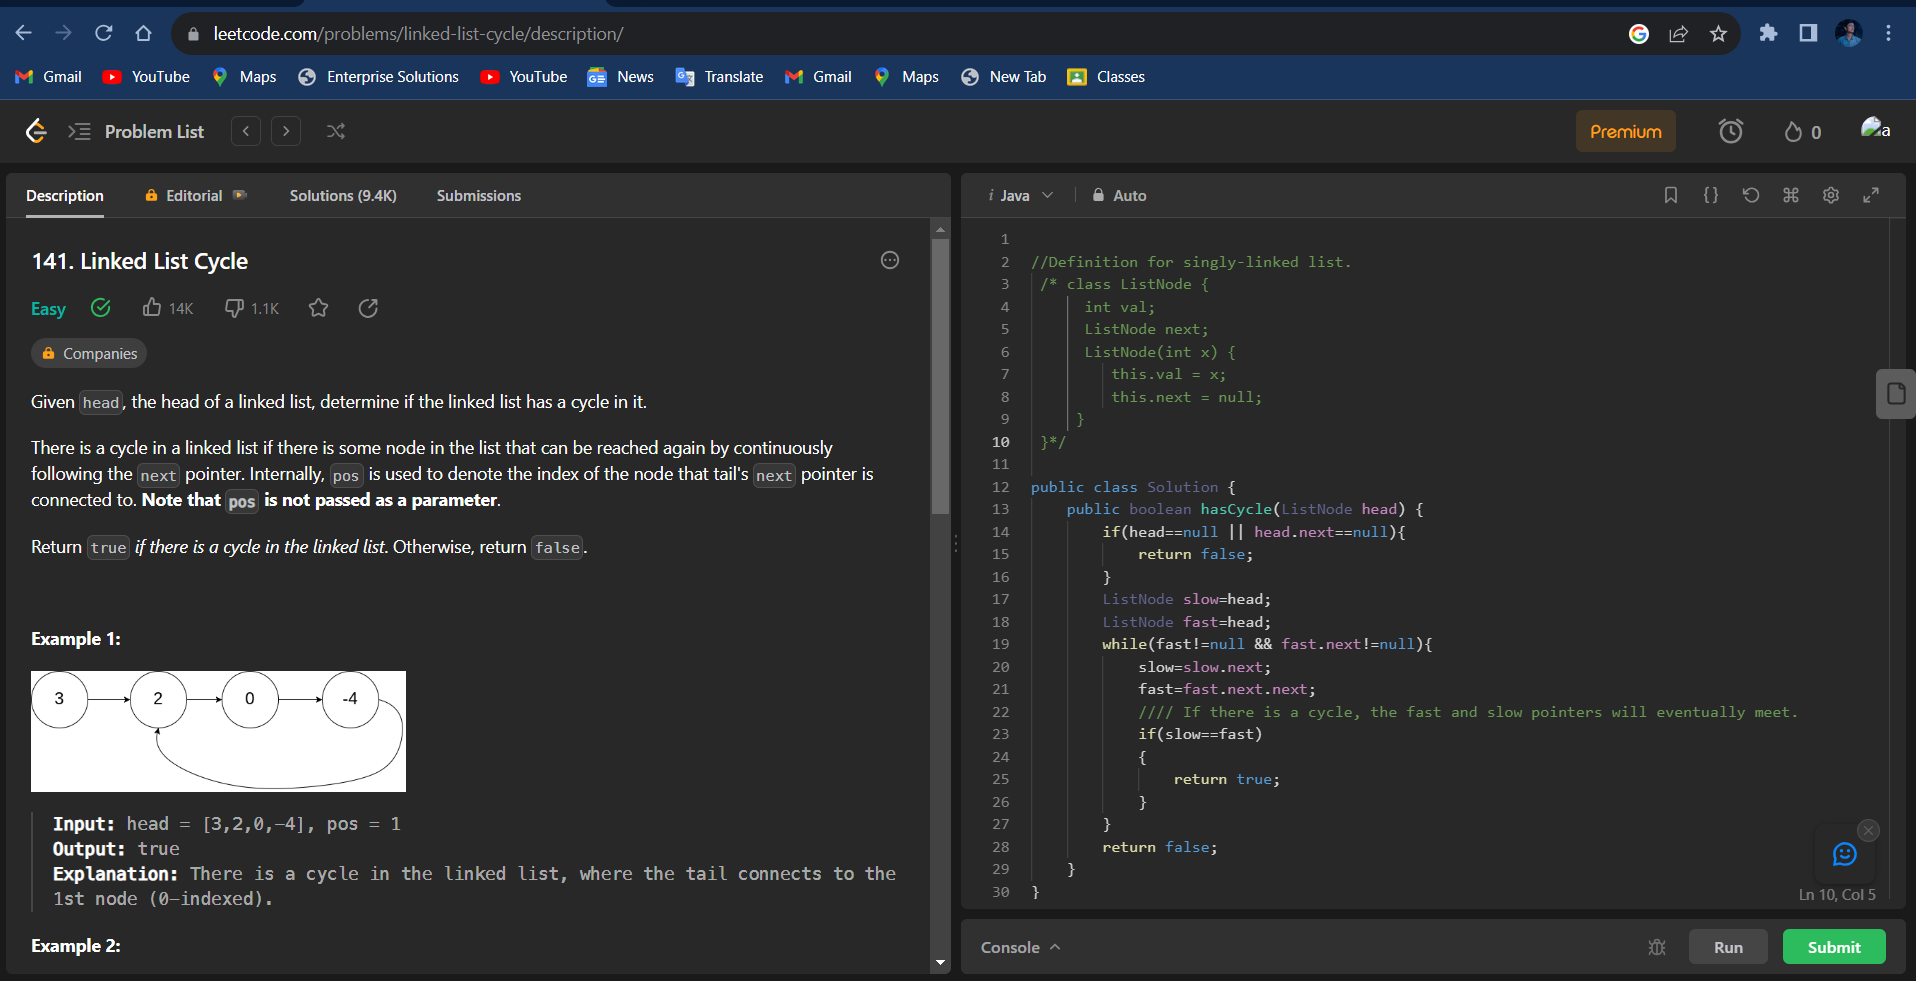 leetcode.com/problems/linked-list-cycle/description/
Gmail YouTube Maps Enterprise Solutions YouTube News Translate Gmail Maps New Tab Classes
Problem List
Premium
0
a
Description Editorial Solutions (9.4K) Submissions
141. Linked List Cycle
Easy 14K 1.1K
Companies
Given head, the head of a linked list, determine if the linked list has a cycle in it.
There is a cycle in a linked list if there is some node in the list that can be reached again by continuously
following the next pointer. Internally, pos is used to denote the index of the node that tail's next pointer is
connected to. Note that pos is not passed as a parameter.
Return true if there is a cycle in the linked list. Otherwise, return false.
Example 1:
3 2 0 -4
Input: head = [3,2,0,-4], pos = 1
Output: true
Explanation: There is a cycle in the linked list, where the tail connects to the
1st node (0-indexed).
Example 2:
i Java Auto
1
2 //Definition for singly-linked list.
3 /* class ListNode {
4 int val;
5 ListNode next;
6 ListNode(int x) {
7 this.val = x;
8 this.next = null;
9 }
10 }*/
11
12 public class Solution {
13 public boolean hasCycle(ListNode head) {
14 if(head==null || head.next==null){
15 return false;
16 }
17 ListNode slow=head;
18 ListNode fast=head;
19 while(fast!=null && fast.next!=null){
20 slow=slow.next;
21 fast=fast.next.next;
22 //// If there is a cycle, the fast and slow pointers will eventually meet.
23 if(slow==fast)
24 {
25 return true;
26 }
27 }
28 return false;
29 }
30 }
Ln 10, Col 5
Console Run Submit